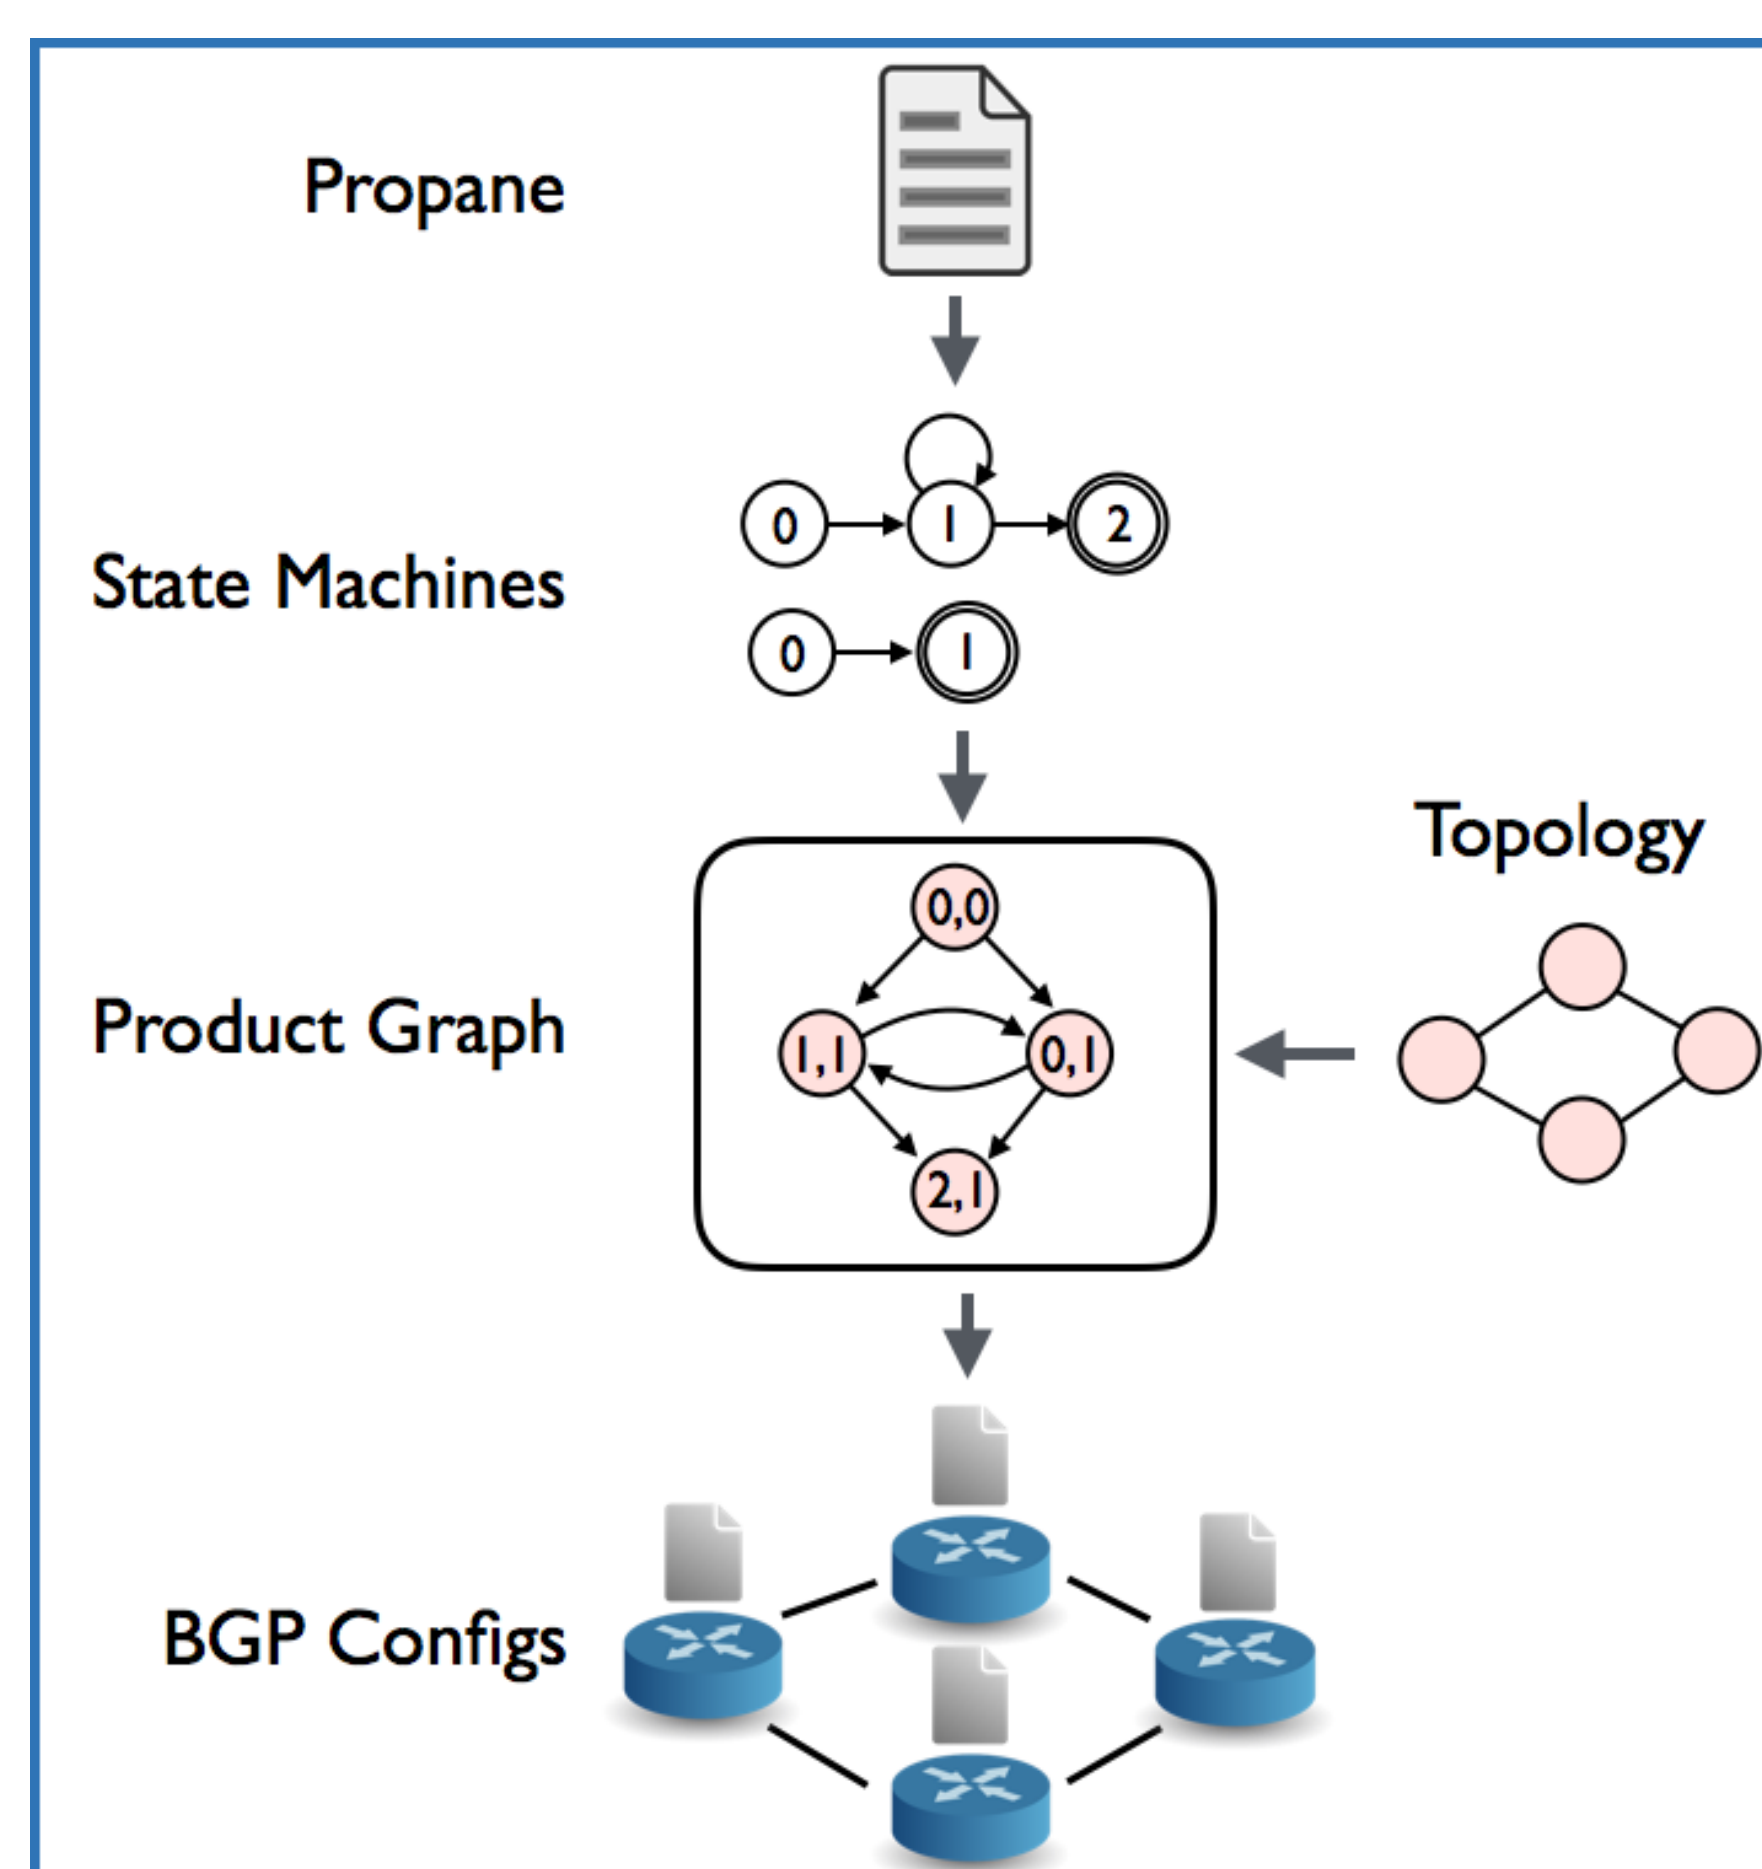 Propane
State Machines
0 1 2
0 1
Topology
Product Graph
0,0
1,1 0,1
2,1
BGP Configs